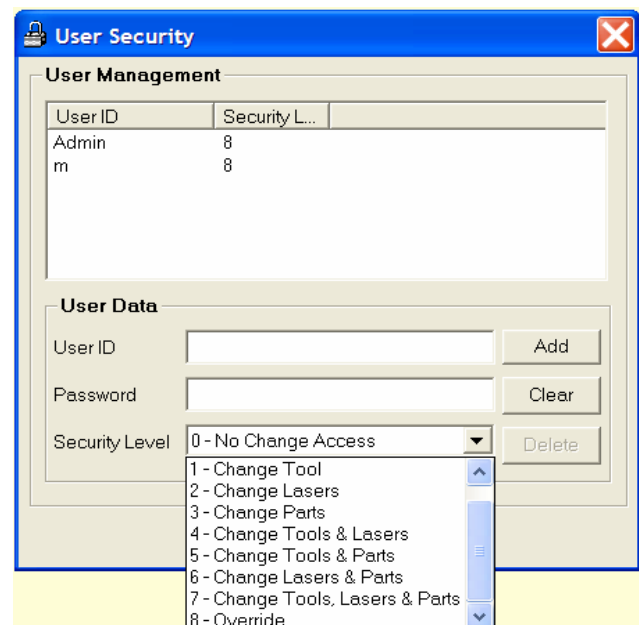 User Security
User Management
User ID Security L...
Admin 8
m 8
User Data
User ID Add
Password Clear
Security Level 0 - No Change Access Delete
1 - Change Tool
2 - Change Lasers
3 - Change Parts
4 - Change Tools & Lasers
5 - Change Tools & Parts
6 - Change Lasers & Parts
7 - Change Tools, Lasers & Parts
8 - Override